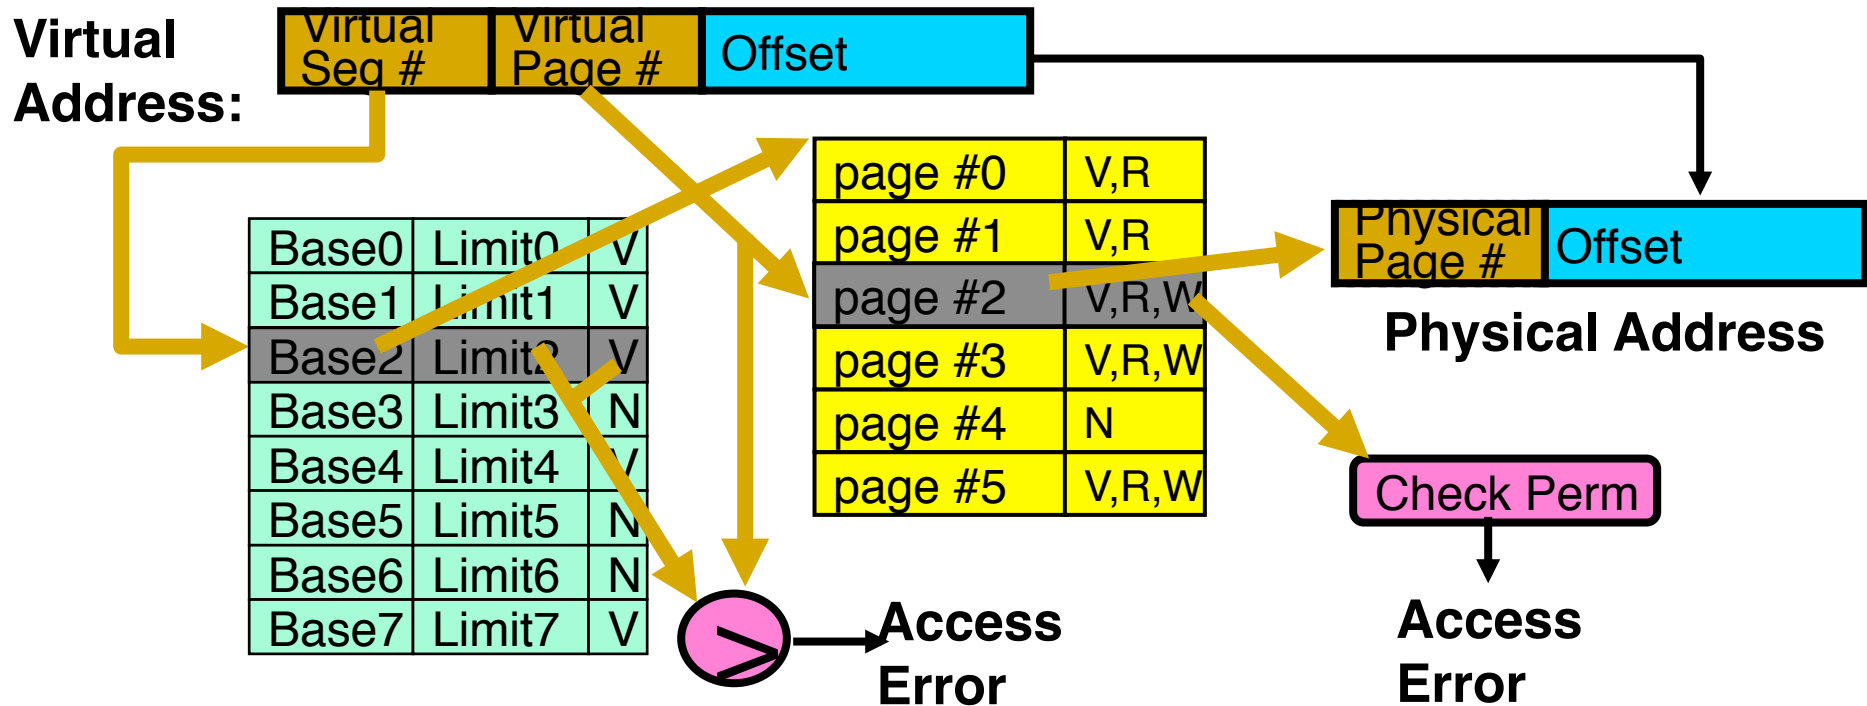 Virtual
Address:
Virtual
Seg #
Virtual
Page #
Offset
Base0 Limit0 V
Base1 Limit1 V
Base2 Limit2 V
Base3 Limit3 N
Base4 Limit4 V
Base5 Limit5 N
Base6 Limit6 N
Base7 Limit7 V
page #0 V,R
page #1 V,R
page #2 V,R,W
page #3 V,R,W
page #4 N
page #5 V,R,W
Physical
Page #
Offset
Physical Address
Check Perm
>
Access
Error
Access
Error